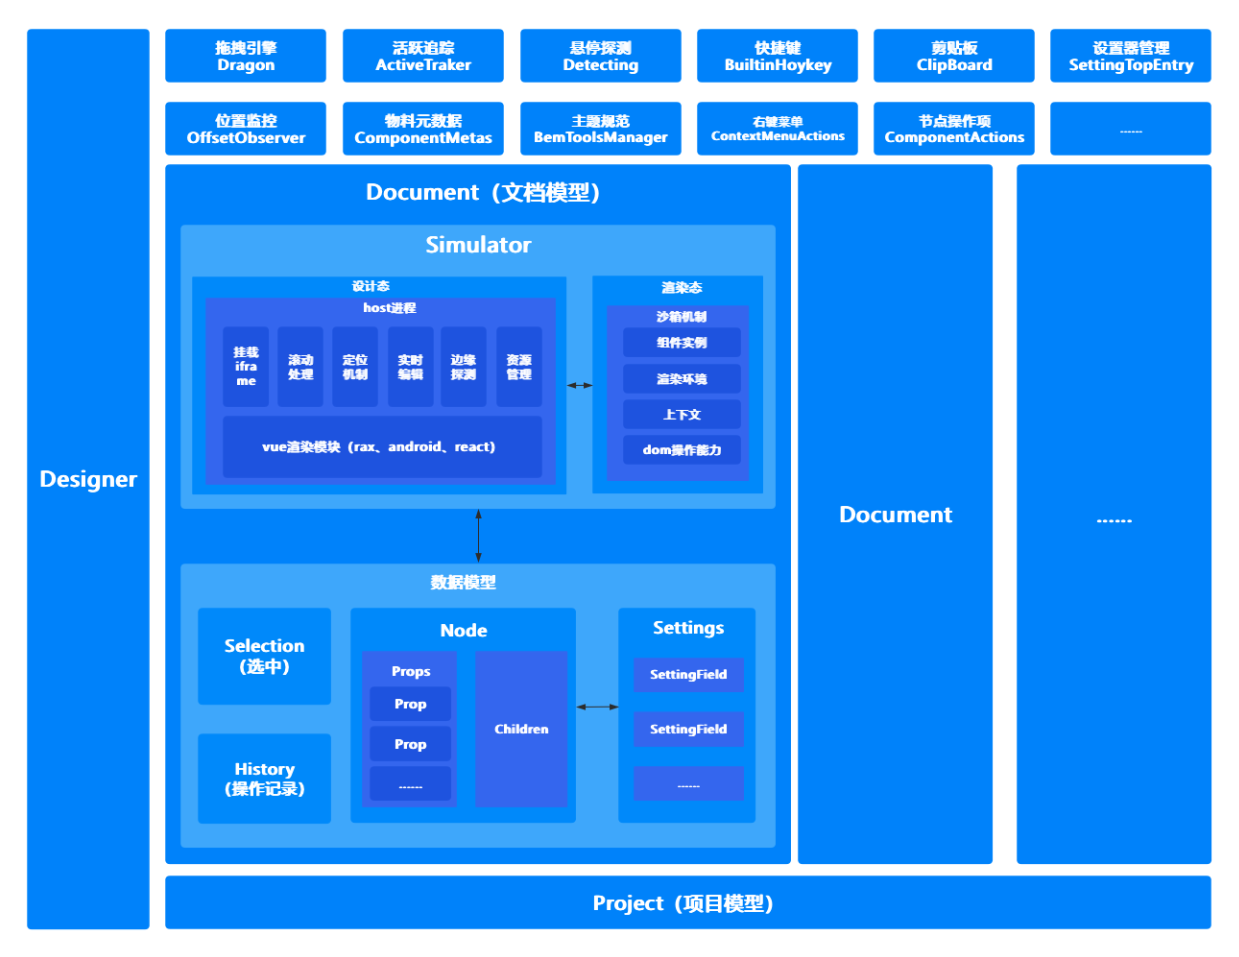 Designer
拖拽引擎
Dragon
活跃追踪
ActiveTraker
悬停探测
Detecting
快捷键
BuiltinHoykey
剪贴板
ClipBoard
设置器管理
SettingTopEntry
位置监控
OffsetObserver
物料元数据
ComponentMetas
主题规范
BemToolsManager
右键菜单
ContextMenuActions
节点操作项
ComponentActions
......
Document（文档模型）
Simulator
设计态
host进程
挂载
ifra
me
滚动
处理
定位
机制
实时
编辑
边缘
探测
资源
管理
vue渲染模块（rax、android、react）
渲染态
沙箱机制
组件实例
渲染环境
上下文
dom操作能力
数据模型
Selection
(选中)
History
(操作记录)
Node
Props
Prop
Prop
......
Children
Settings
SettingField
SettingField
......
Document
......
Project（项目模型）